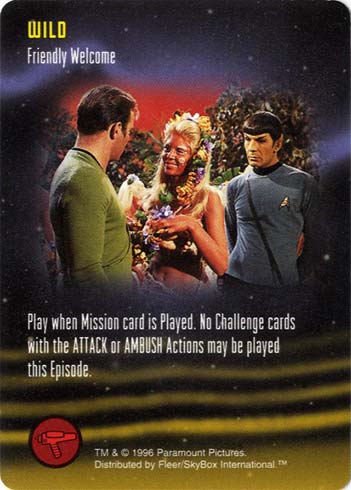 WILD
Friendly Welcome
Play when Mission card is Played. No Challenge cards
with the ATTACK or AMBUSH Actions may be played
this Episode.
TM & © 1996 Paramount Pictures.
Distributed by Fleer/SkyBox International.™